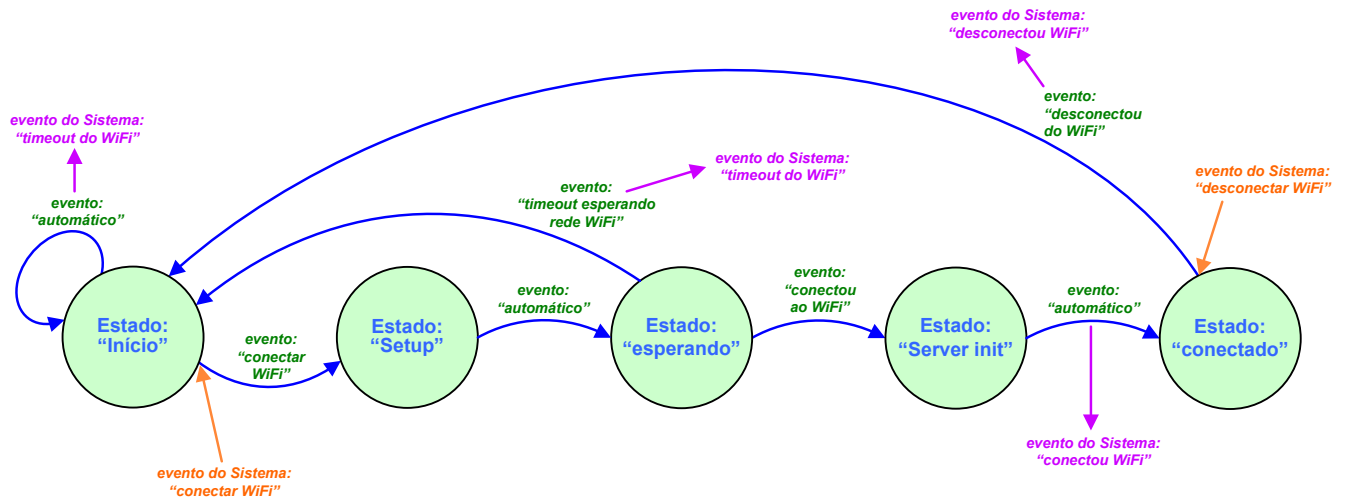 evento do Sistema:
“desconectou WiFi”
evento:
“desconectou
do WiFi”
evento do Sistema:
“timeout do WiFi”
evento do Sistema:
“timeout do WiFi”
evento do Sistema:
“desconectar WiFi”
evento:
“automático”
evento:
“timeout esperando
rede WiFi”
evento:
“conectou
ao WiFi”
evento:
“automático”
evento:
“automático”
Estado:
“Início”
evento:
“conectar
WiFi”
Estado:
“Setup”
Estado:
“esperando”
Estado:
“Server init”
Estado:
“conectado”
evento do Sistema:
“conectar WiFi”
evento do Sistema:
“conectou WiFi”